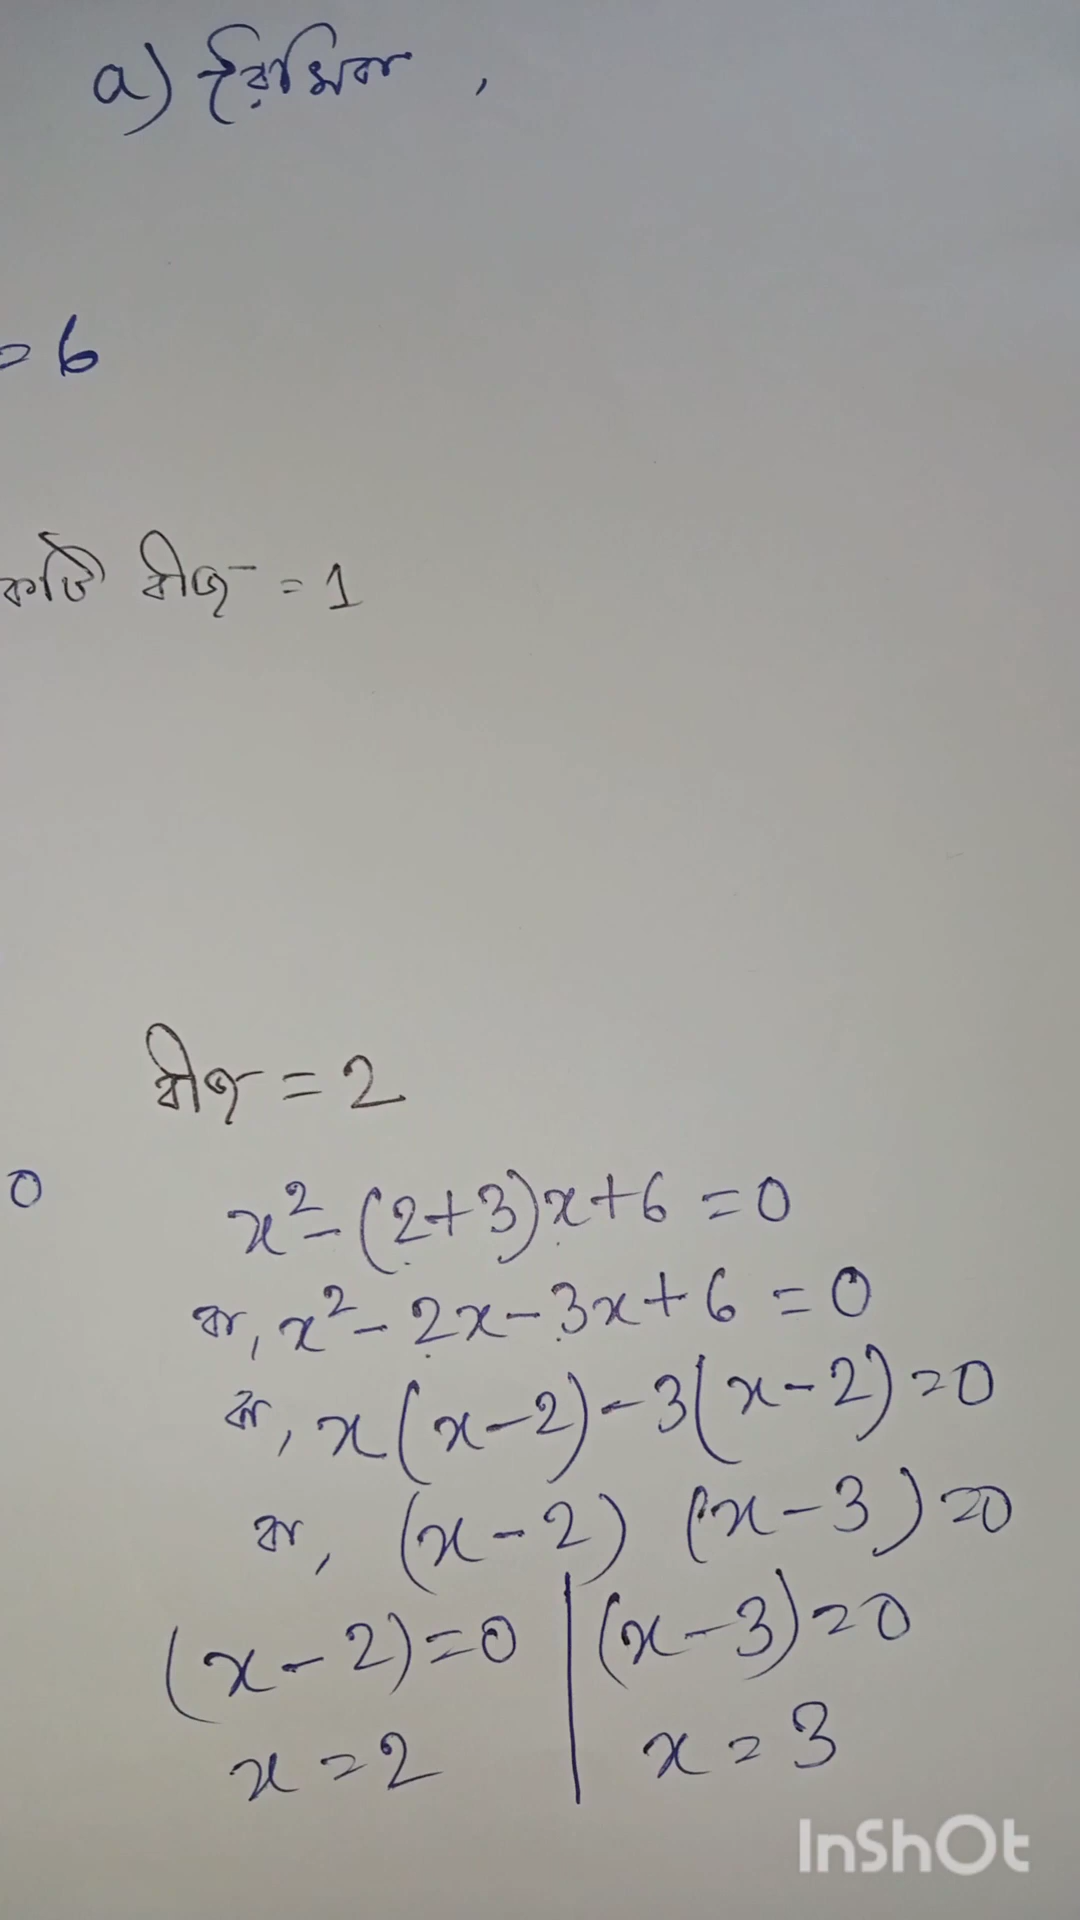 a) দ্বিঘাত ,
= 6
কটি বীজ = 1
বীজ = 2
0
x² - (2+3)x + 6 = 0
বা, x² - 2x - 3x + 6 = 0
বা, x(x-2) - 3(x-2) = 0
বা, (x-2) (x-3) = 0
(x-2) = 0 | (x-3) = 0
x = 2 | x = 3
InShOt